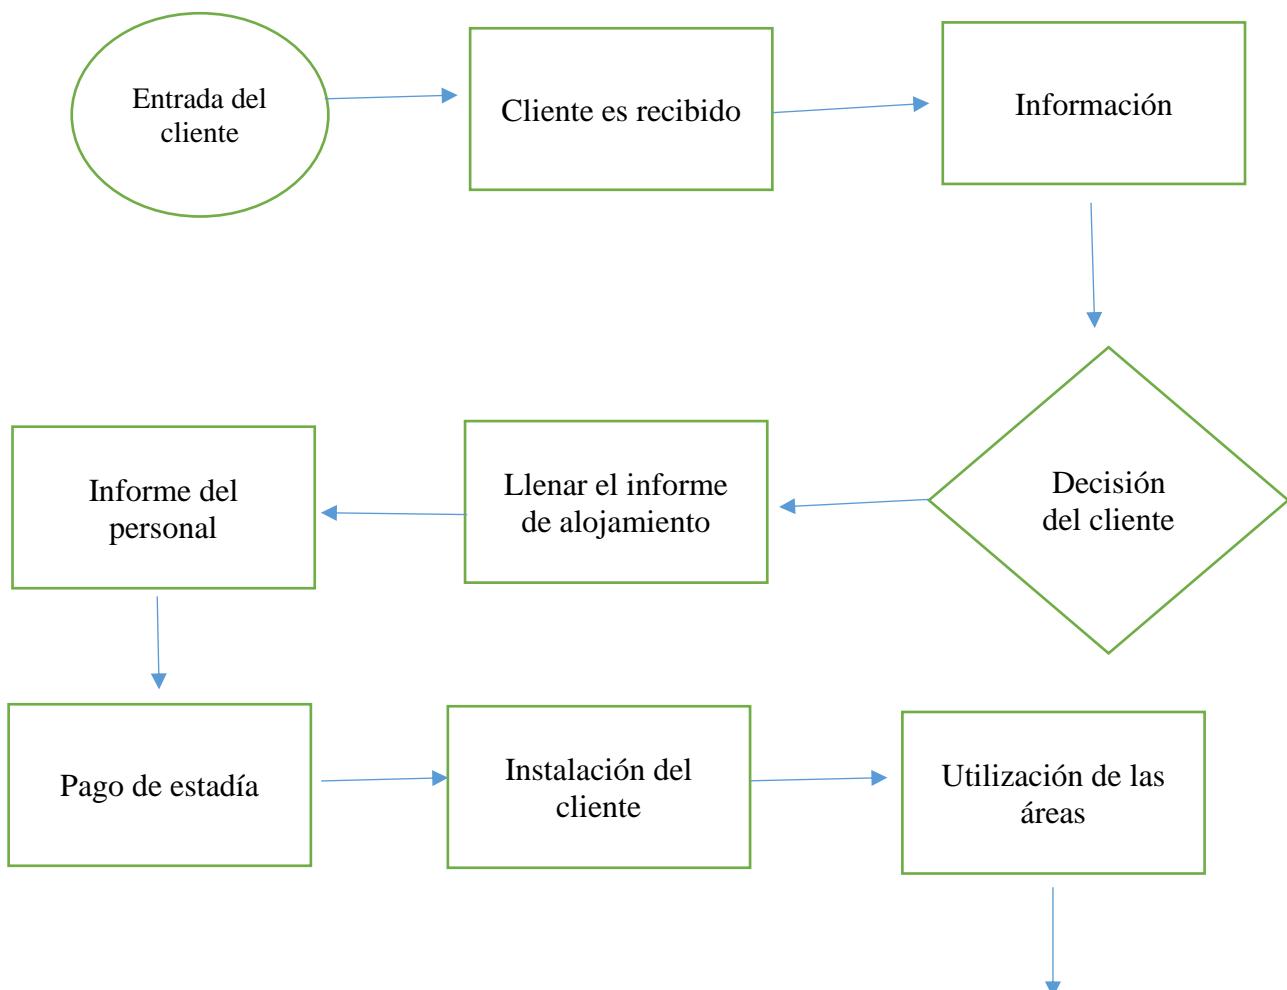 Entrada del
cliente
Cliente es recibido
Información
Decisión
del cliente
Llenar el informe
de alojamiento
Informe del
personal
Pago de estadía
Instalación del
cliente
Utilización de las
áreas